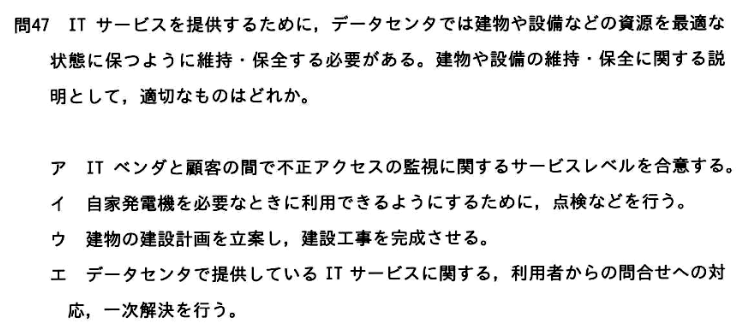 問47 IT サービスを提供するために，データセンタでは建物や設備などの資源を最適な
状態に保つように維持・保全する必要がある。建物や設備の維持・保全に関する説
明として，適切なものはどれか。
ア IT ベンダと顧客の間で不正アクセスの監視に関するサービスレベルを合意する。
イ 自家発電機を必要なときに利用できるようにするために，点検などを行う。
ウ 建物の建設計画を立案し，建設工事を完成させる。
エ データセンタで提供している IT サービスに関する，利用者からの問合せへの対
応，一次解決を行う。